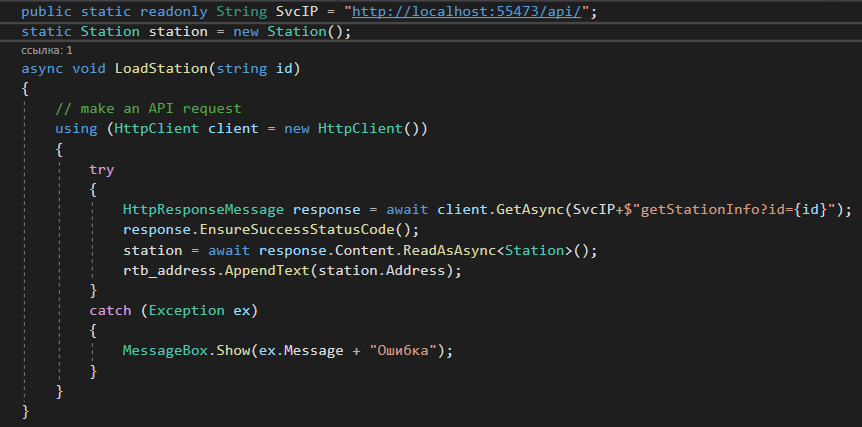 public static readonly String SvcIP = "http://localhost:55473/api/";
static Station station = new Station();
ссылка: 1
async void LoadStation(string id)
{
// make an API request
using (HttpClient client = new HttpClient())
{
try
{
HttpResponseMessage response = await client.GetAsync(SvcIP+$"getStationInfo?id={id}");
response.EnsureSuccessStatusCode();
station = await response.Content.ReadAsAsync<Station>();
rtb_address.AppendText(station.Address);
}
catch (Exception ex)
{
MessageBox.Show(ex.Message + "Ошибка");
}
}
}